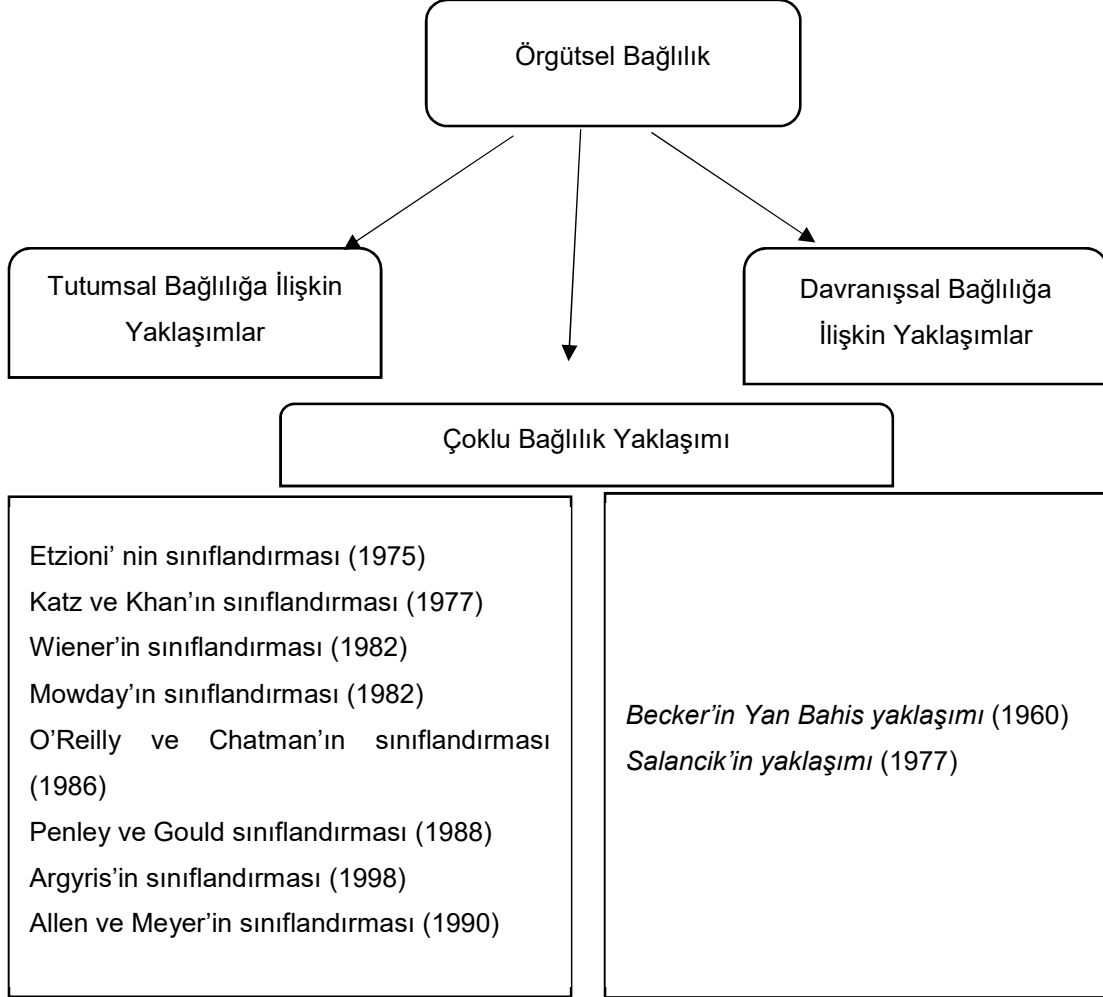 Örgütsel Bağlılık
Tutumsal Bağlılığa İlişkin
Yaklaşımlar
Davranışsal Bağlılığa
İlişkin Yaklaşımlar
Çoklu Bağlılık Yaklaşımı
Etzioni’ nin sınıflandırması (1975)
Katz ve Khan’ın sınıflandırması (1977)
Wiener’in sınıflandırması (1982)
Mowday’ın sınıflandırması (1982)
O’Reilly ve Chatman’ın sınıflandırması
(1986)
Penley ve Gould sınıflandırması (1988)
Argyris’in sınıflandırması (1998)
Allen ve Meyer’in sınıflandırması (1990)
Becker’in Yan Bahis yaklaşımı (1960)
Salancik’in yaklaşımı (1977)